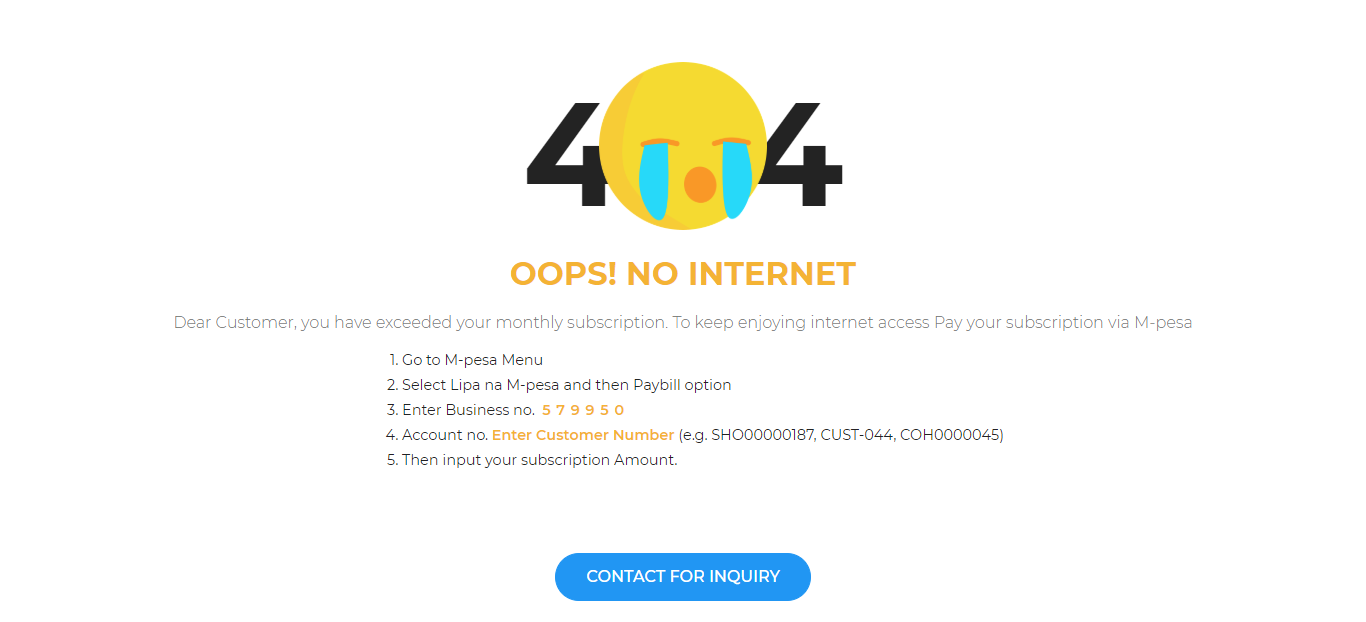 4 4
OOPS! NO INTERNET
Dear Customer, you have exceeded your monthly subscription. To keep enjoying internet access Pay your subscription via M-pesa
1. Go to M-pesa Menu
2. Select Lipa na M-pesa and then Paybill option
3. Enter Business no. 5 7 9 9 5 0
4. Account no. Enter Customer Number (e.g. SHO00000187, CUST-044, COH0000045)
5. Then input your subscription Amount.
CONTACT FOR INQUIRY